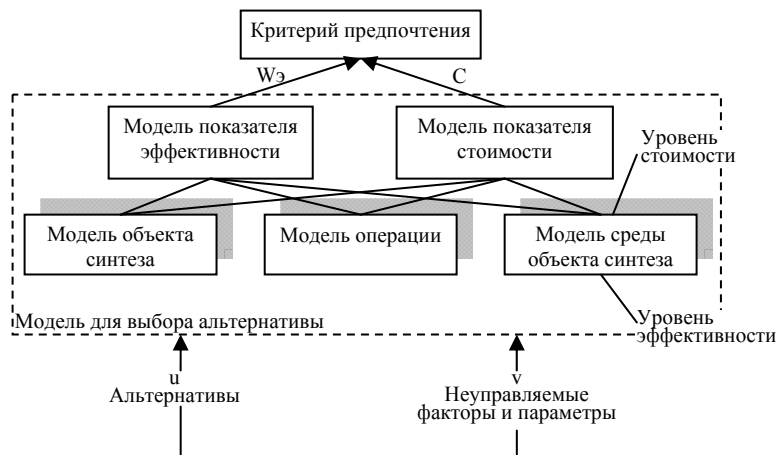 Критерий предпочтения
Wэ
C
Модель показателя
эффективности
Модель показателя
стоимости
Уровень
стоимости
Модель объекта
синтеза
Модель операции
Модель среды
объекта синтеза
Модель для выбора альтернативы
Уровень
эффективности
u
Альтернативы
v
Неуправляемые
факторы и параметры